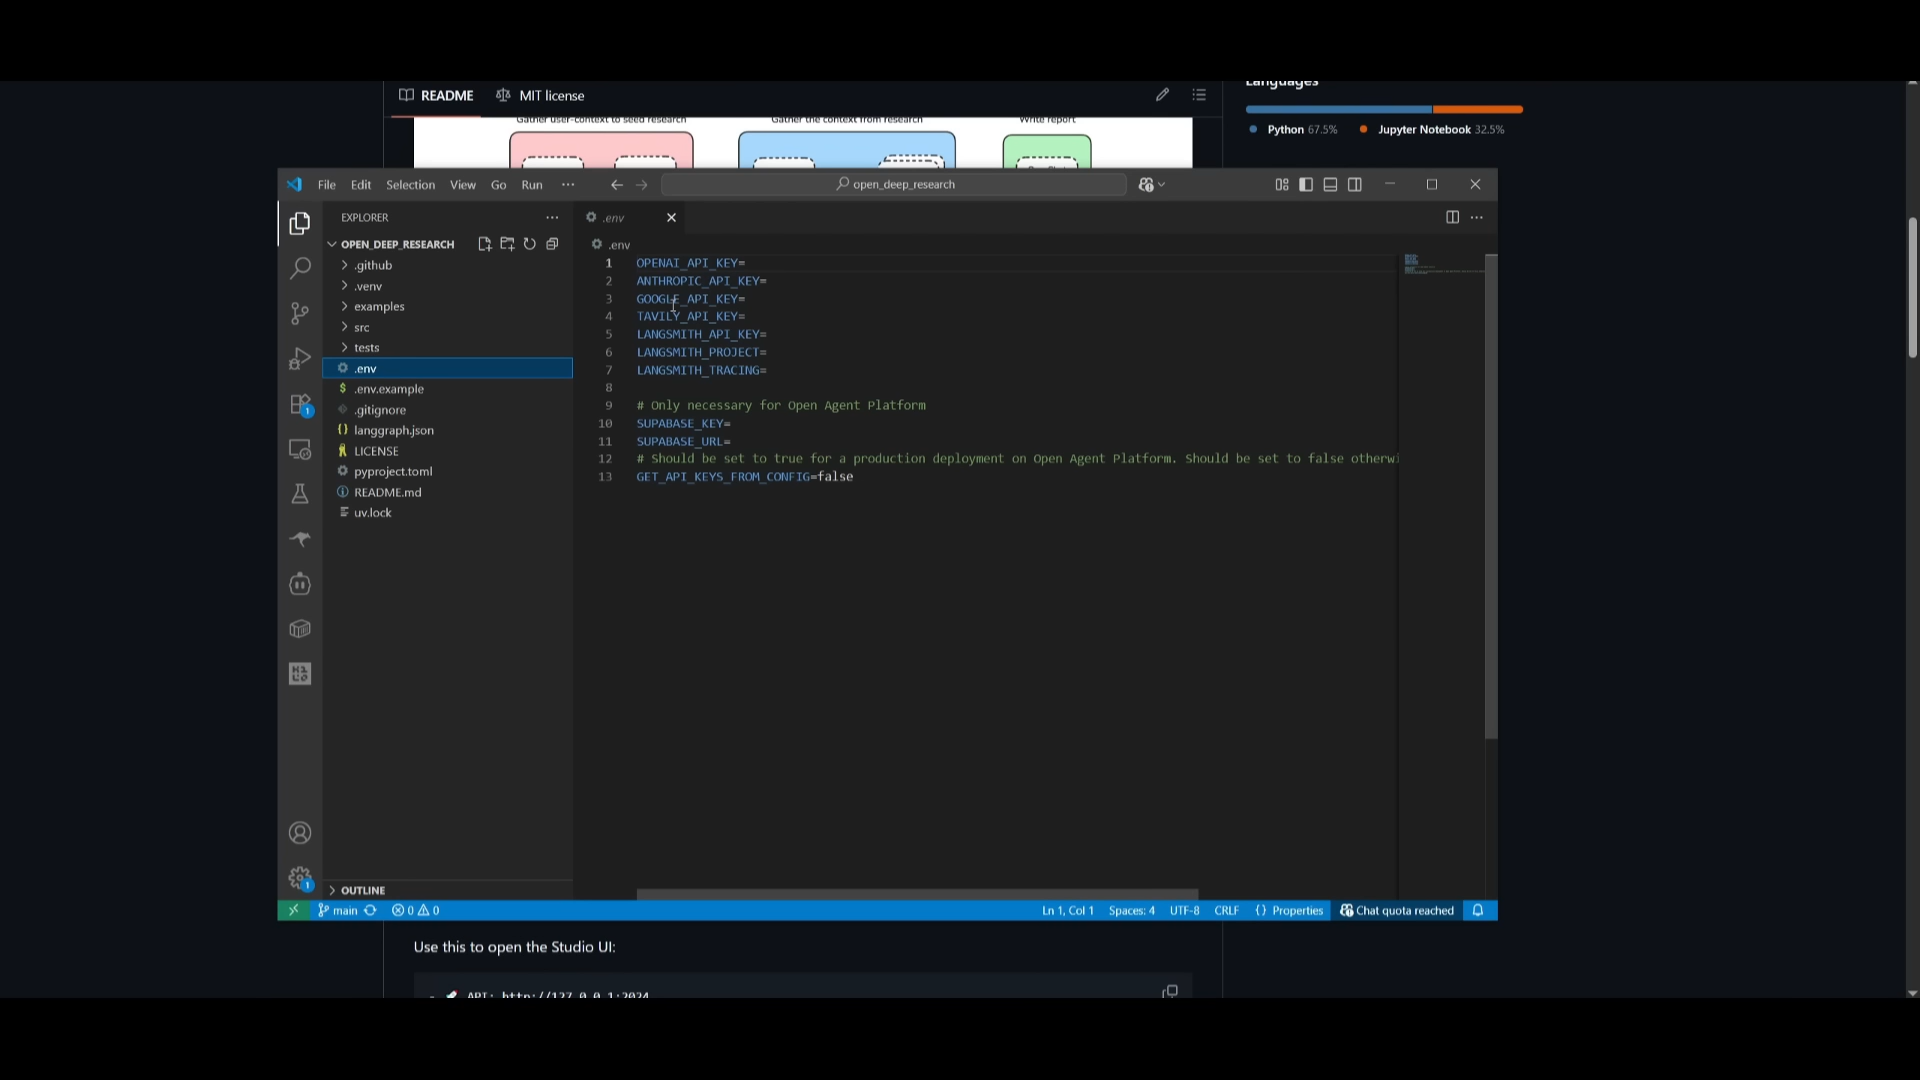 Languages
README
MIT license
Python 67.5%
Jupyter Notebook 32.5%
Gather user-context to seed research
Gather the context from research
Write report
File
Edit
Selection
View
Go
Run
open_deep_research
EXPLORER
OPEN_DEEP_RESEARCH
.github
.venv
examples
src
tests
.env
.env.example
.gitignore
langgraph.json
LICENSE
pyproject.toml
README.md
uv.lock
OUTLINE
.env
.env
1 OPENAI_API_KEY=
2 ANTHROPIC_API_KEY=
3 GOOGLE_API_KEY=
4 TAVILY_API_KEY=
5 LANGSMITH_API_KEY=
6 LANGSMITH_PROJECT=
7 LANGSMITH_TRACING=
8
9 # Only necessary for Open Agent Platform
10 SUPABASE_KEY=
11 SUPABASE_URL=
12 # Should be set to true for a production deployment on Open Agent Platform. Should be set to false otherwi
13 GET_API_KEYS_FROM_CONFIG=false
1
1
main
0 0
Ln 1, Col 1
Spaces: 4
UTF-8
CRLF
{} Properties
Chat quota reached
Use this to open the Studio UI:
- API: http://127.0.0.1:2024